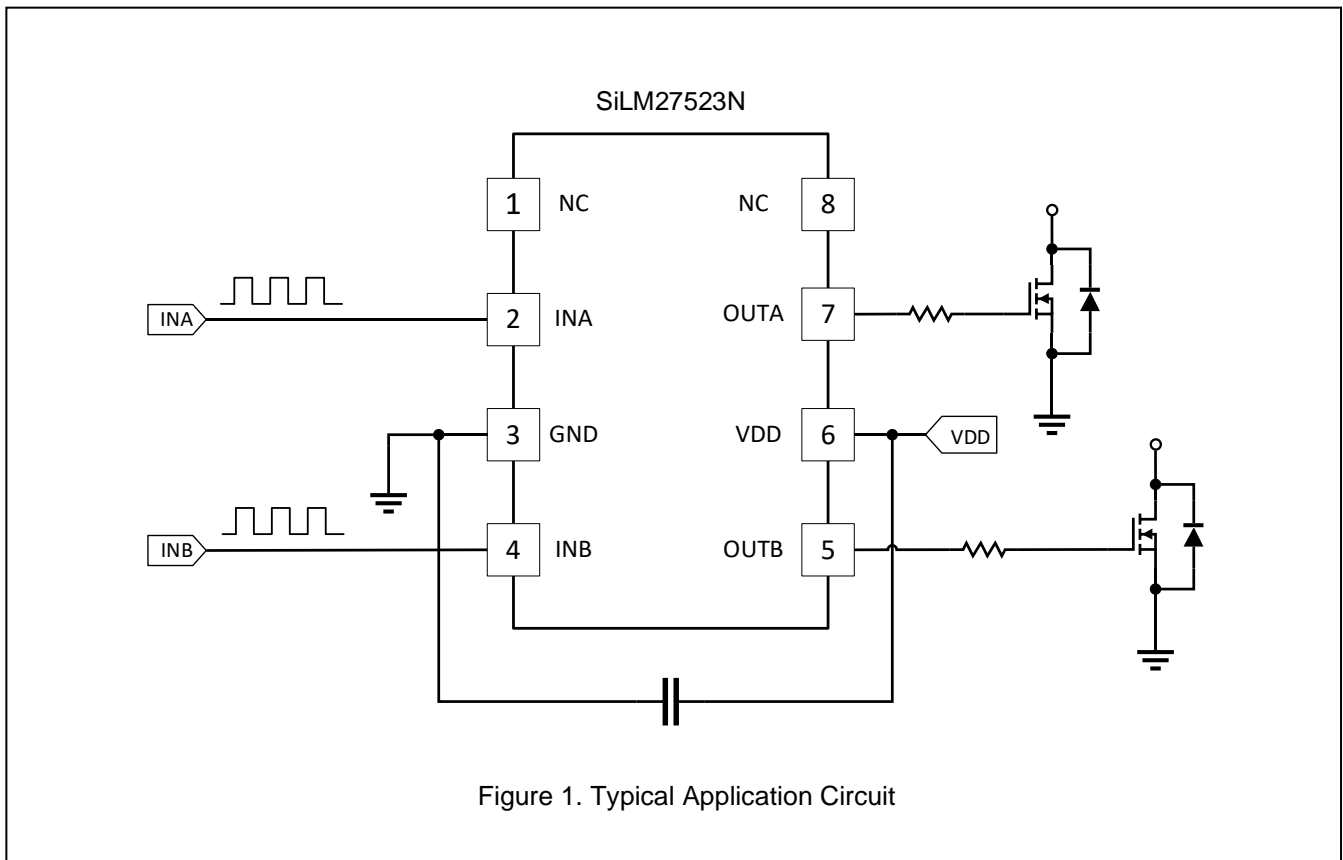 SiLM27523N
1 NC NC 8
INA 2 INA OUTA 7
3 GND VDD 6 VDD
INB 4 INB OUTB 5
Figure 1. Typical Application Circuit